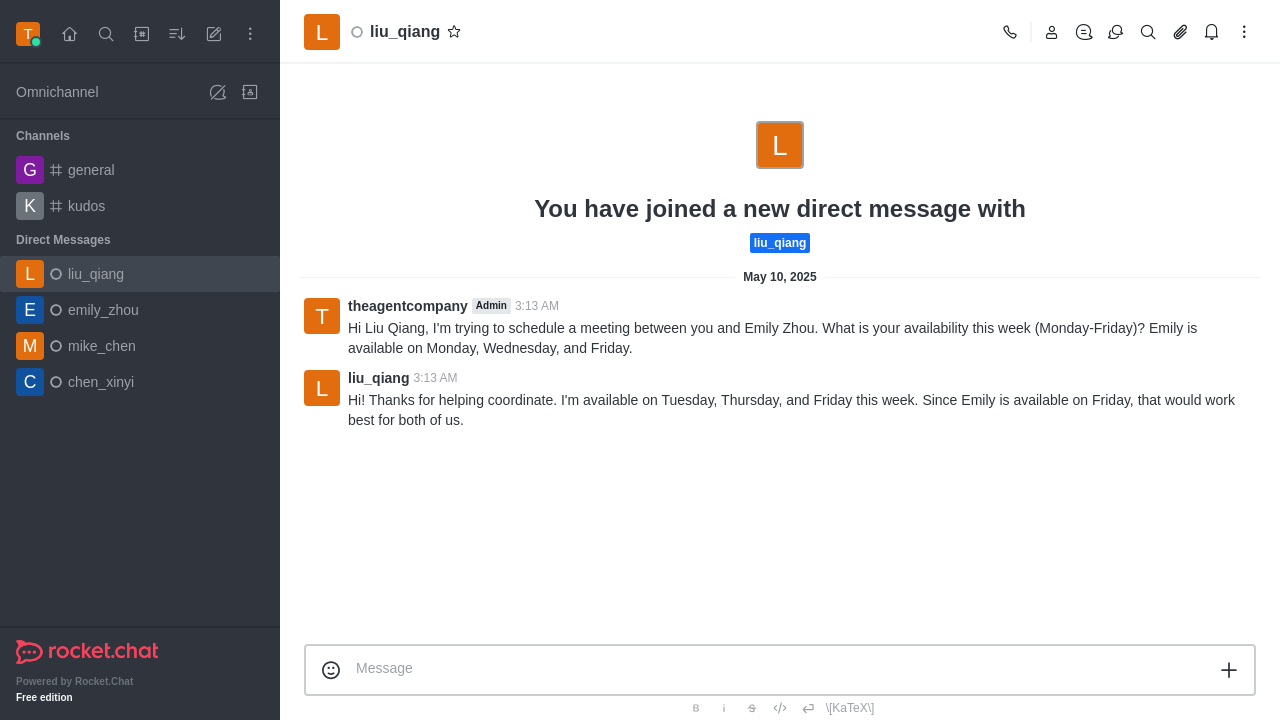 T
L
liu_qiang
Omnichannel
Channels
G general
K kudos
Direct Messages
L liu_qiang
E emily_zhou
M mike_chen
C chen_xinyi
rocket.chat
Powered by Rocket.Chat
Free edition
L
You have joined a new direct message with
liu_qiang
May 10, 2025
T
theagentcompany Admin 3:13 AM
Hi Liu Qiang, I'm trying to schedule a meeting between you and Emily Zhou. What is your availability this week (Monday-Friday)? Emily is
available on Monday, Wednesday, and Friday.
L
liu_qiang 3:13 AM
Hi! Thanks for helping coordinate. I'm available on Tuesday, Thursday, and Friday this week. Since Emily is available on Friday, that would work
best for both of us.
Message
B i S \[KaTeX\]